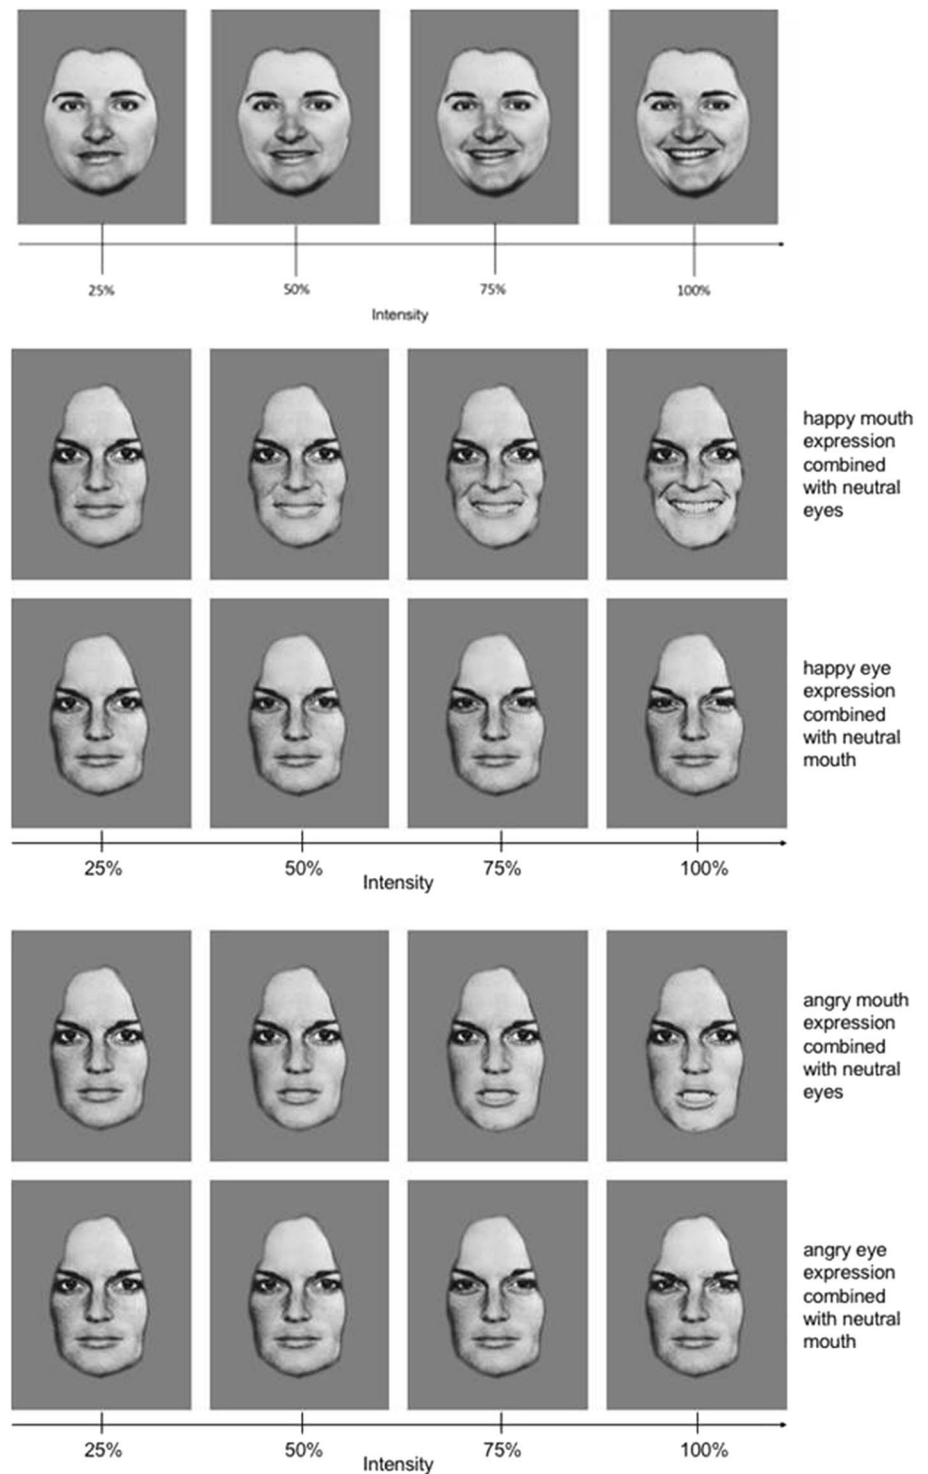 25%
50%
75%
100%
Intensity
happy mouth
expression
combined
with neutral
eyes
happy eye
expression
combined
with neutral
mouth
25%
50%
75%
100%
Intensity
angry mouth
expression
combined
with neutral
eyes
angry eye
expression
combined
with neutral
mouth
25%
50%
75%
100%
Intensity